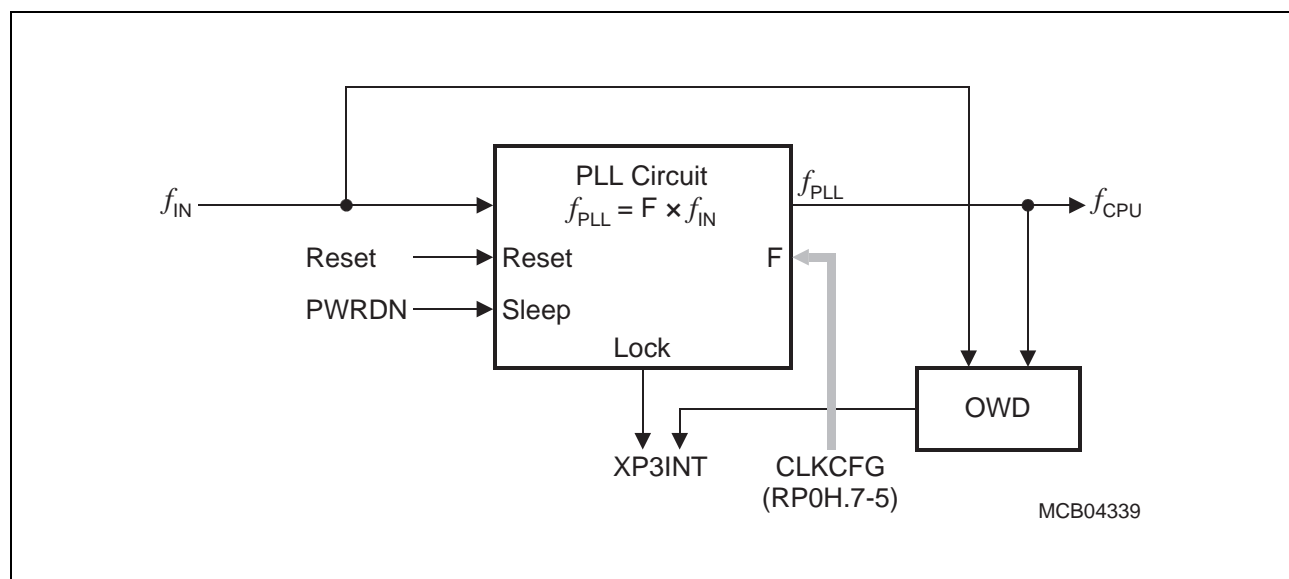 PLL Circuit
f_PLL = F × f_IN
f_IN
f_PLL
f_CPU
Reset
Reset
F
PWRDN
Sleep
Lock
OWD
XP3INT
CLKCFG
(RP0H.7-5)
MCB04339